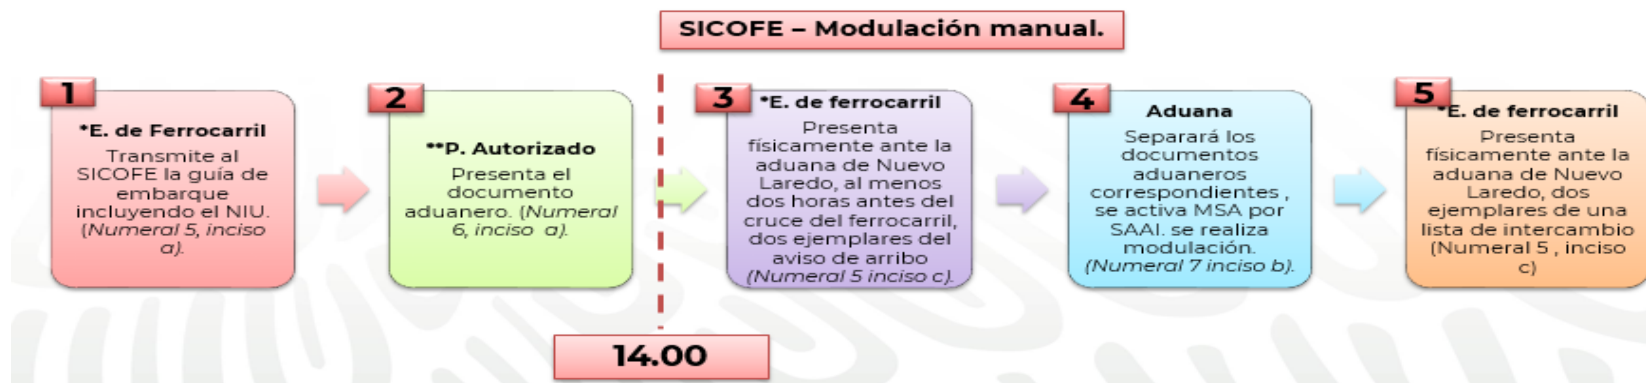 SICOFE – Modulación manual.
1
*E. de Ferrocarril
Transmite al
SICOFE la guía de
embarque
incluyendo el NIU.
(Numeral 5, inciso
a).
2
**P. Autorizado
Presenta el
documento
aduanero. (Numeral
6, inciso a).
3
*E. de ferrocarril
Presenta
físicamente ante la
aduana de Nuevo
Laredo, al menos
dos horas antes del
cruce del ferrocarril,
dos ejemplares del
aviso de arribo
(Numeral 5 inciso c).
4
Aduana
Separará los
documentos
aduaneros
correspondientes ,
se activa MSA por
SAAI. se realiza
modulación.
(Numeral 7 inciso b).
5
*E. de ferrocarril
Presenta
físicamente ante la
aduana de Nuevo
Laredo, dos
ejemplares de una
lista de intercambio
(Numeral 5 , inciso
c)
14.00